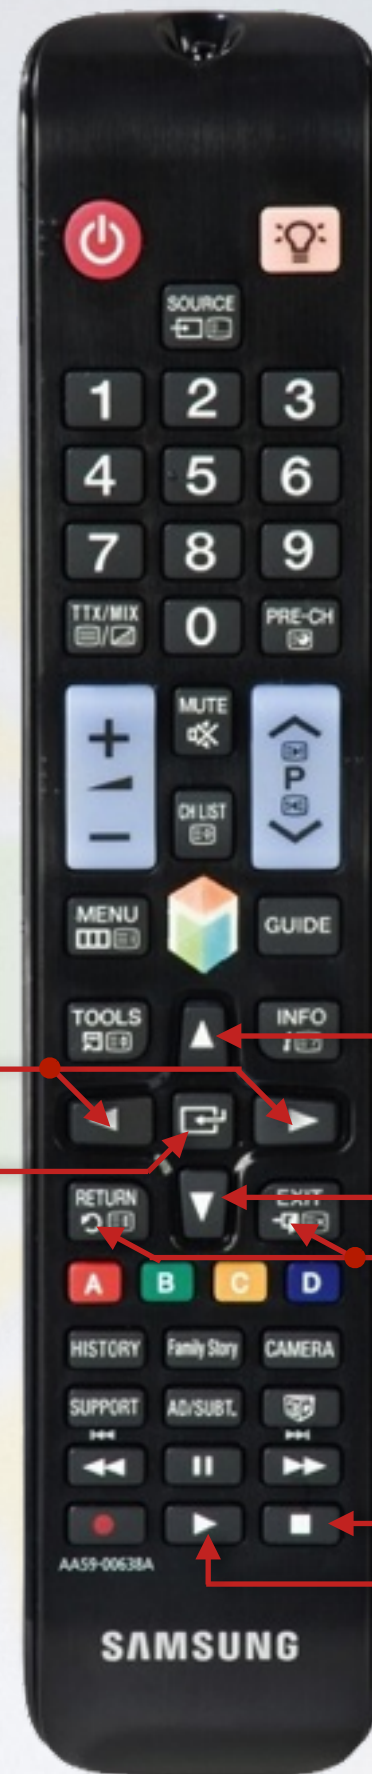 SOURCE
1 2 3
4 5 6
7 8 9
TTX/MIX 0 PRE-CH
+ MUTE
P
− CH LIST
MENU GUIDE
TOOLS INFO
RETURN EXIT
A B C D
HISTORY Family Story CAMERA
SUPPORT AD/SUBT.
AA59-00638A
SAMSUNG